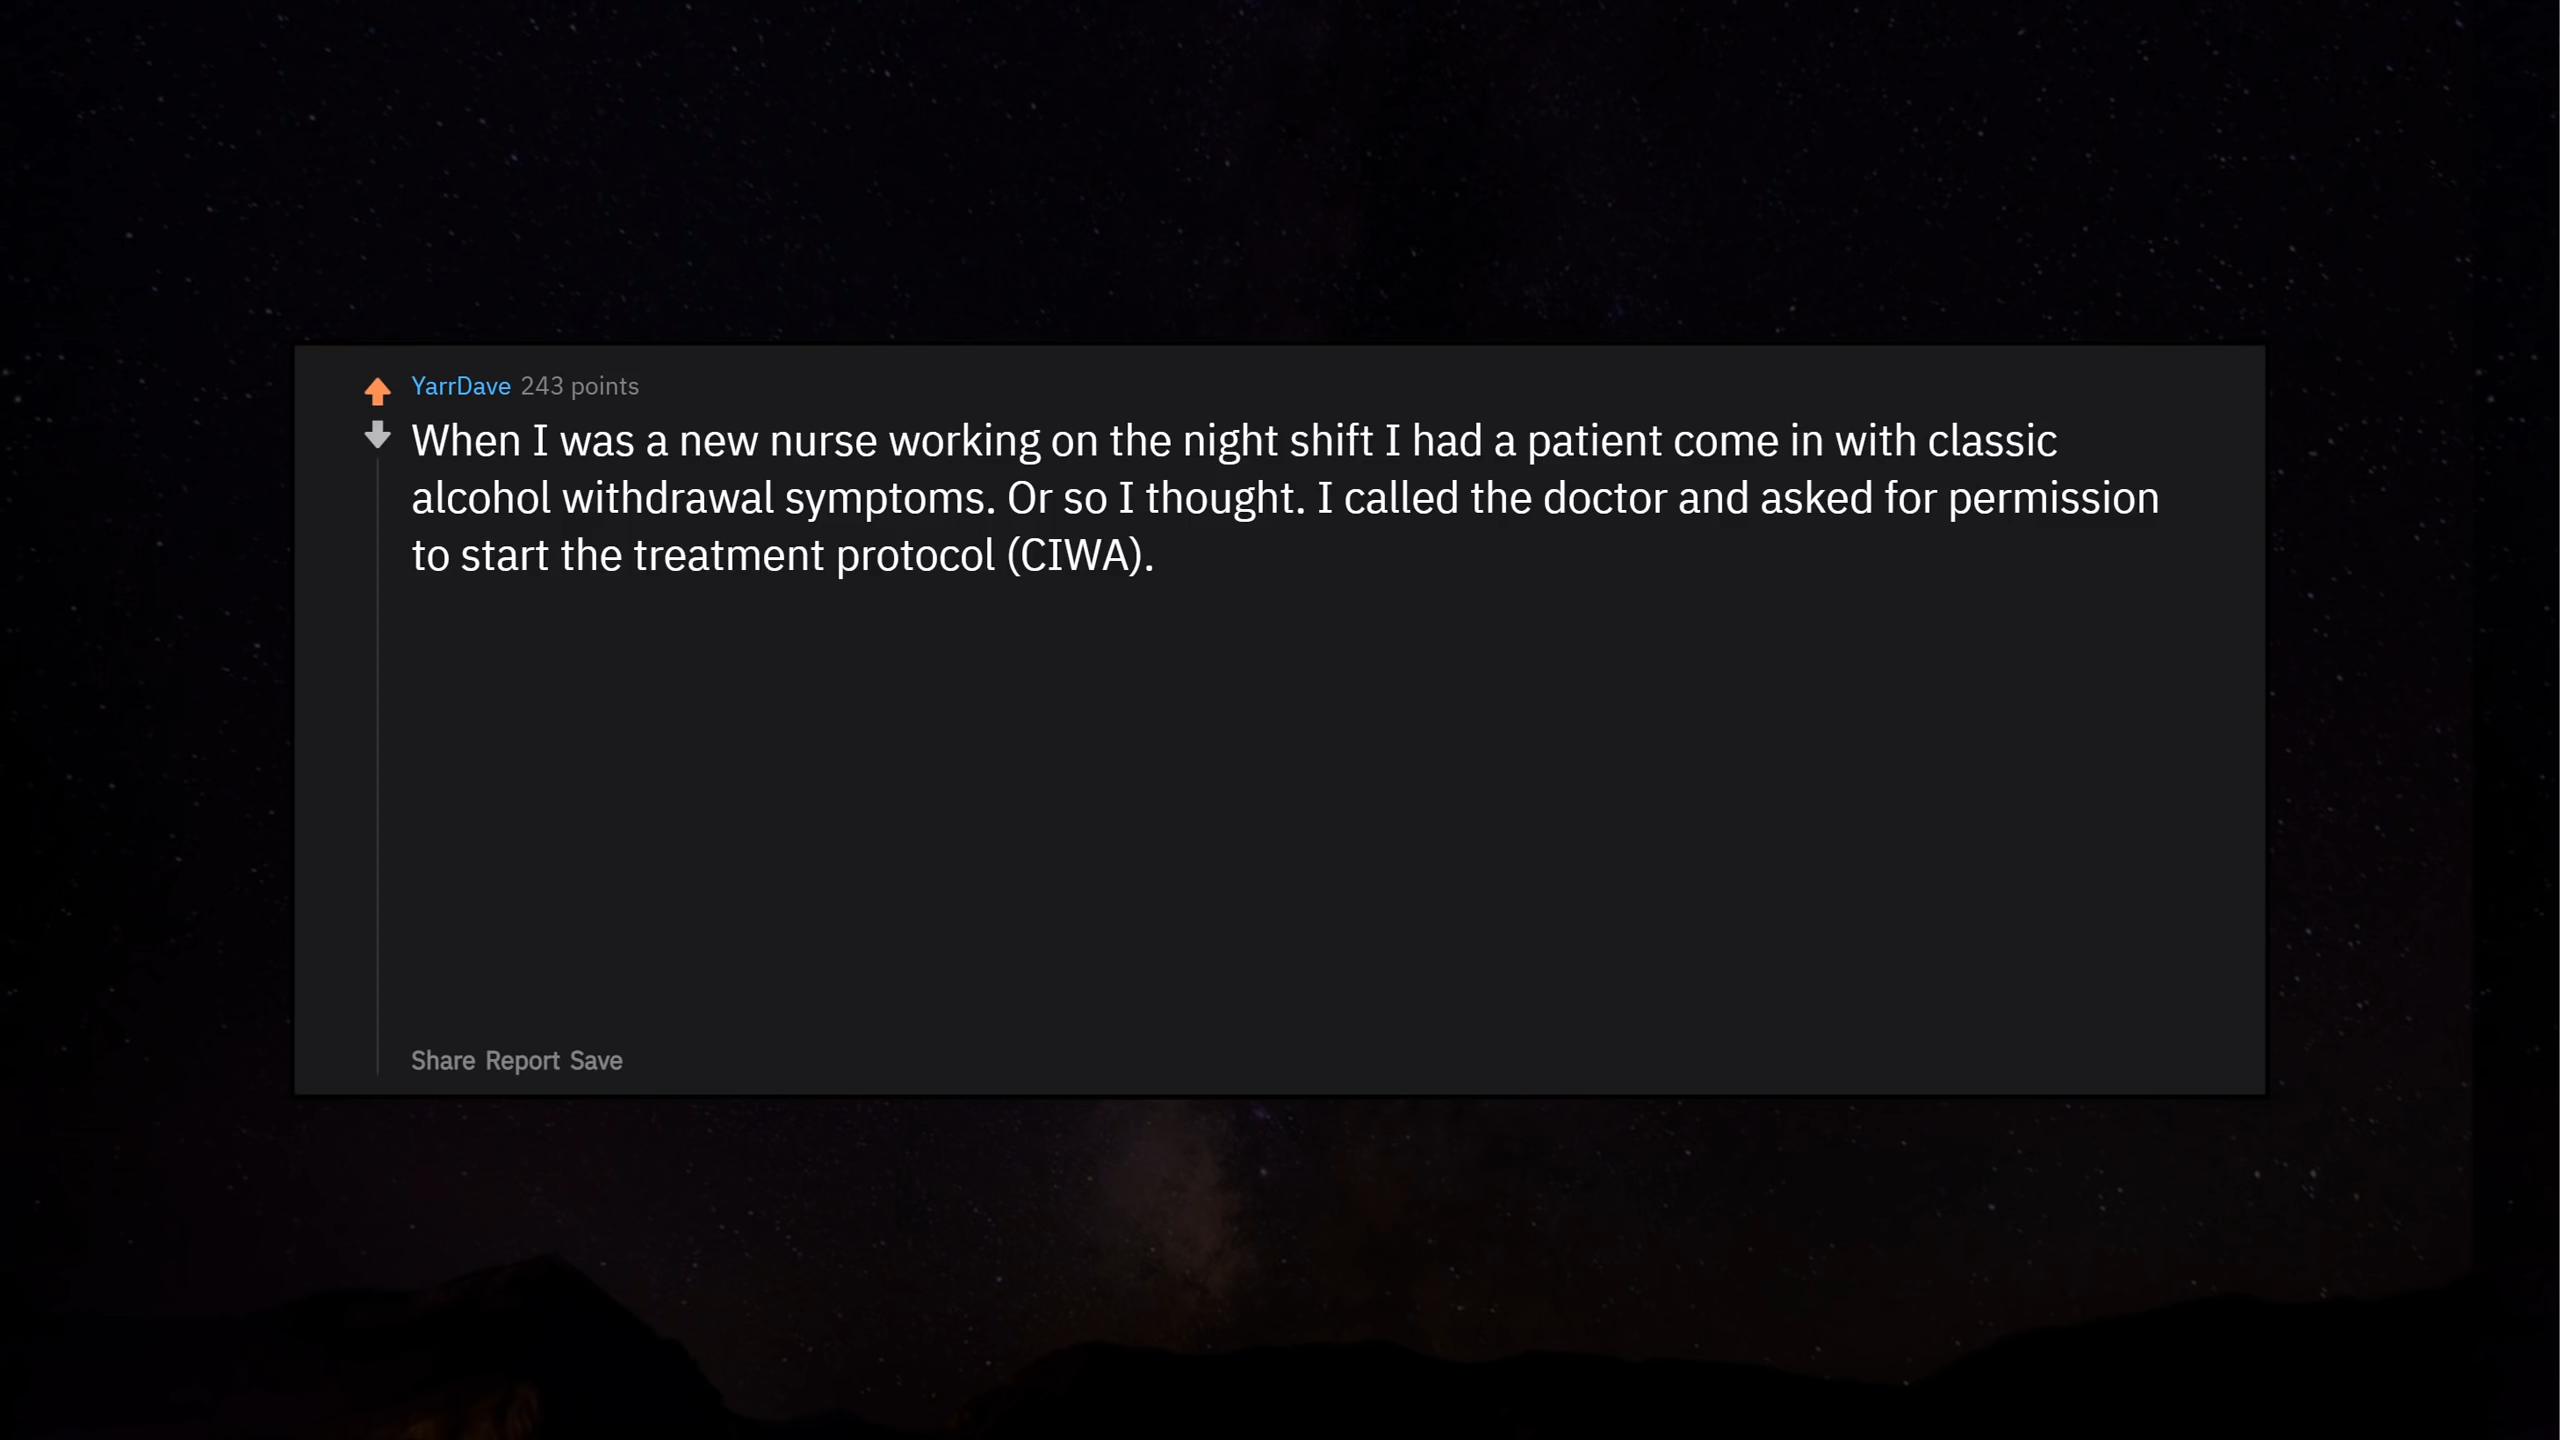 YarrDave 243 points
When I was a new nurse working on the night shift I had a patient come in with classic
alcohol withdrawal symptoms. Or so I thought. I called the doctor and asked for permission
to start the treatment protocol (CIWA).
Share Report Save